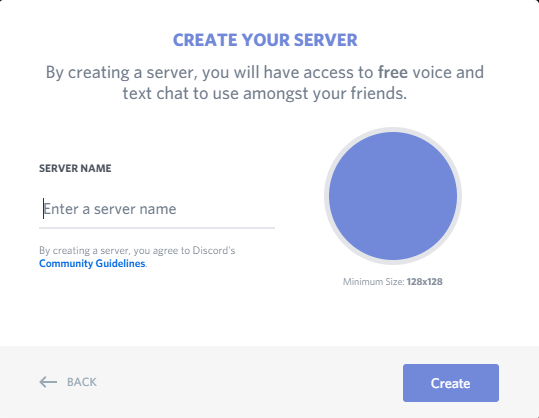 CREATE YOUR SERVER
By creating a server, you will have access to free voice and
text chat to use amongst your friends.
SERVER NAME
Enter a server name
By creating a server, you agree to Discord's
Community Guidelines.
Minimum Size: 128x128
BACK
Create